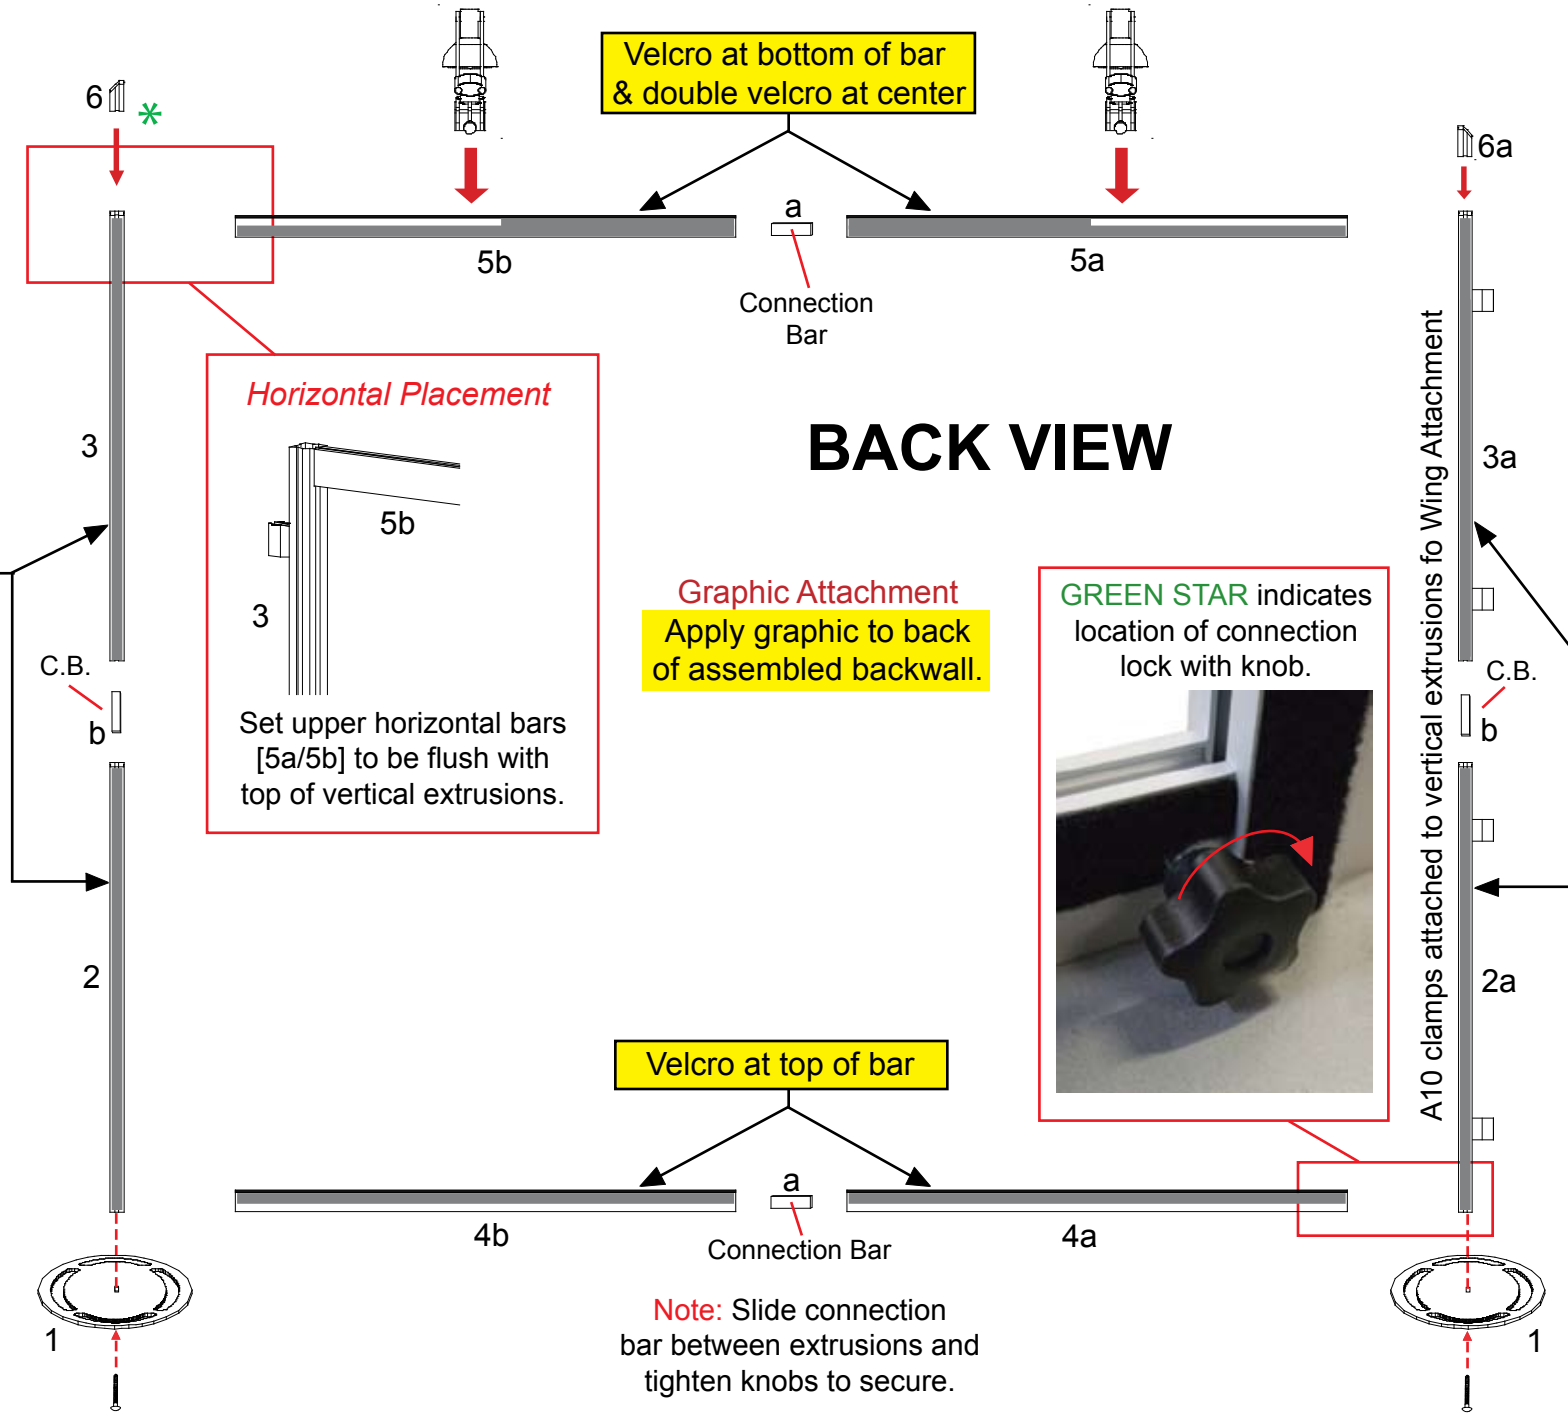 Velcro at bottom of bar
& double velcro at center
6
*
6a
a
5b
5a
Connection
Bar
Horizontal Placement
BACK VIEW
3
5b
3
3a
Graphic Attachment
Apply graphic to back
of assembled backwall.
GREEN STAR indicates
location of connection
lock with knob.
A10 clamps attached to vertical extrusions fo Wing Attachment
C.B.
b
C.B.
b
Set upper horizontal bars
[5a/5b] to be flush with
top of vertical extrusions.
2
2a
Velcro at top of bar
a
4b
4a
Connection Bar
1
1
Note: Slide connection
bar between extrusions and
tighten knobs to secure.